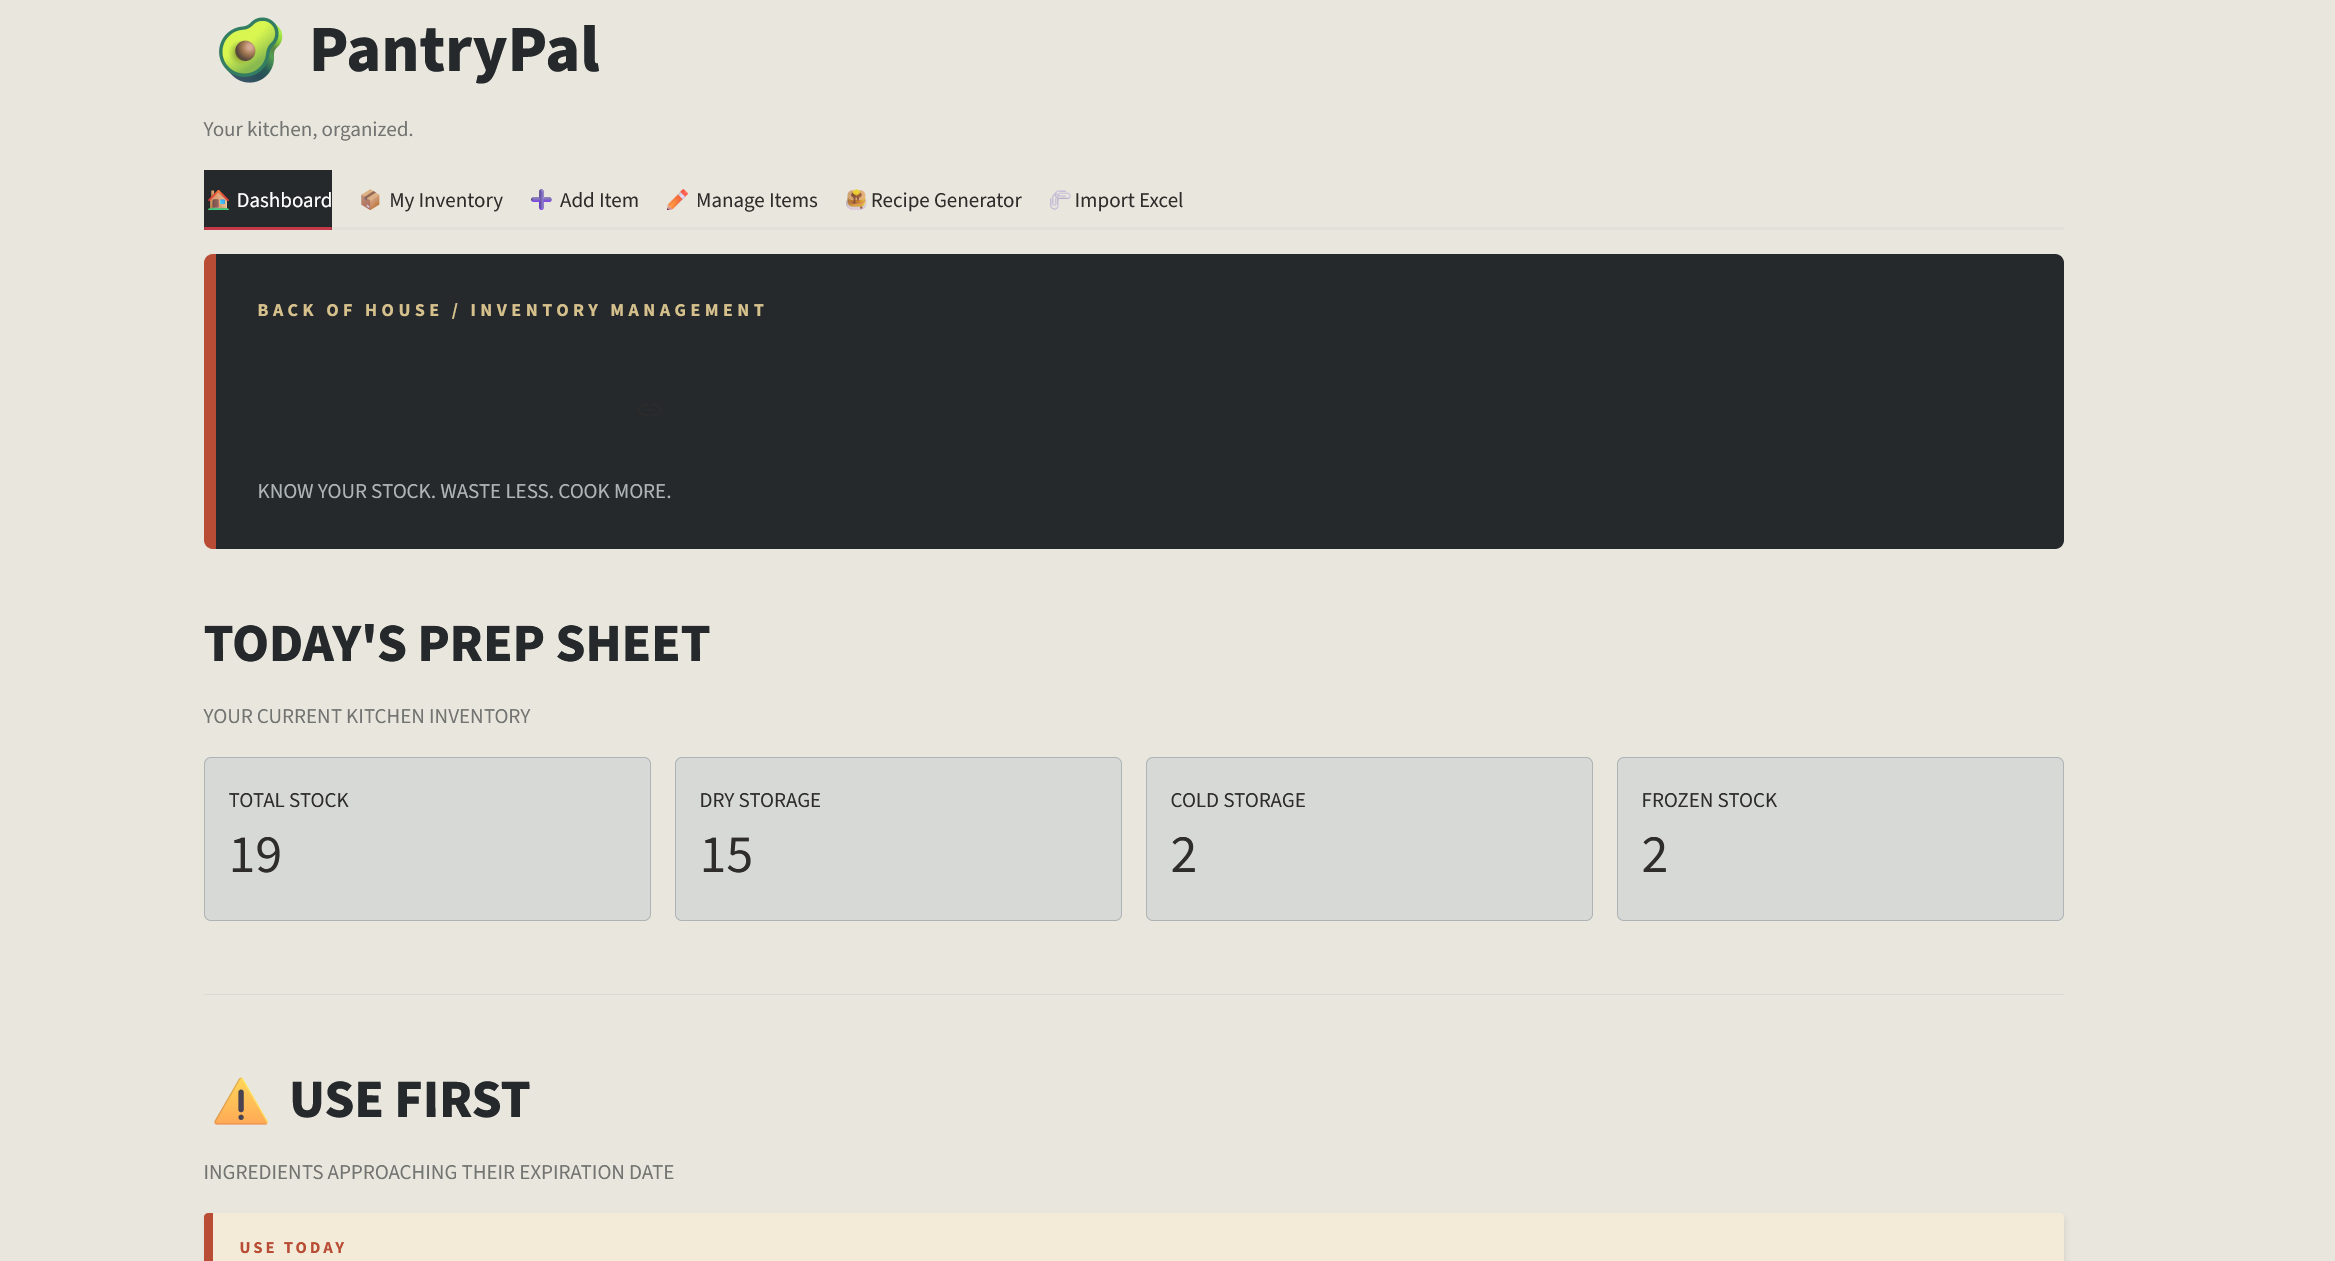 PantryPal
Your kitchen, organized.
Dashboard My Inventory Add Item Manage Items Recipe Generator Import Excel
BACK OF HOUSE / INVENTORY MANAGEMENT
KNOW YOUR STOCK. WASTE LESS. COOK MORE.
TODAY'S PREP SHEET
YOUR CURRENT KITCHEN INVENTORY
TOTAL STOCK DRY STORAGE COLD STORAGE FROZEN STOCK
19 15 2 2
USE FIRST
INGREDIENTS APPROACHING THEIR EXPIRATION DATE
USE TODAY